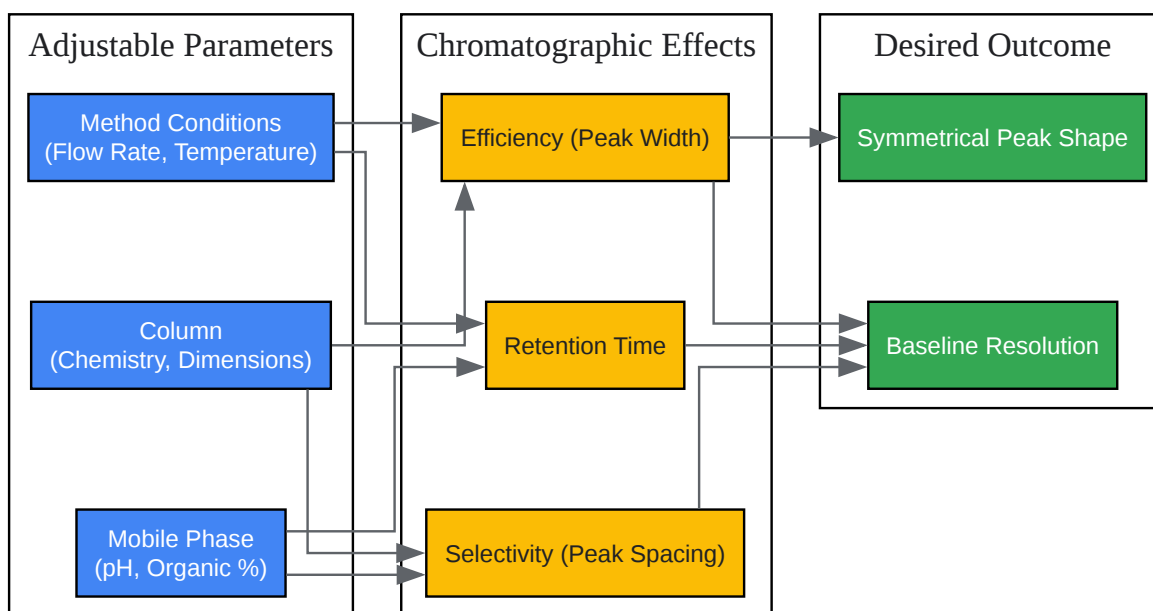 Adjustable Parameters
Method Conditions
(Flow Rate, Temperature)
Column
(Chemistry, Dimensions)
Mobile Phase
(pH, Organic %)
Chromatographic Effects
Efficiency (Peak Width)
Retention Time
Selectivity (Peak Spacing)
Desired Outcome
Symmetrical Peak Shape
Baseline Resolution